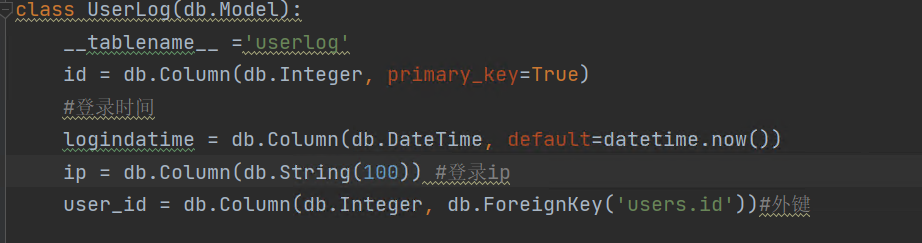 class UserLog(db.Model):
__tablename__ ='userlog'
id = db.Column(db.Integer, primary_key=True)
#登录时间
logindatime = db.Column(db.DateTime, default=datetime.now())
ip = db.Column(db.String(100)) #登录ip
user_id = db.Column(db.Integer, db.ForeignKey('users.id'))#外键